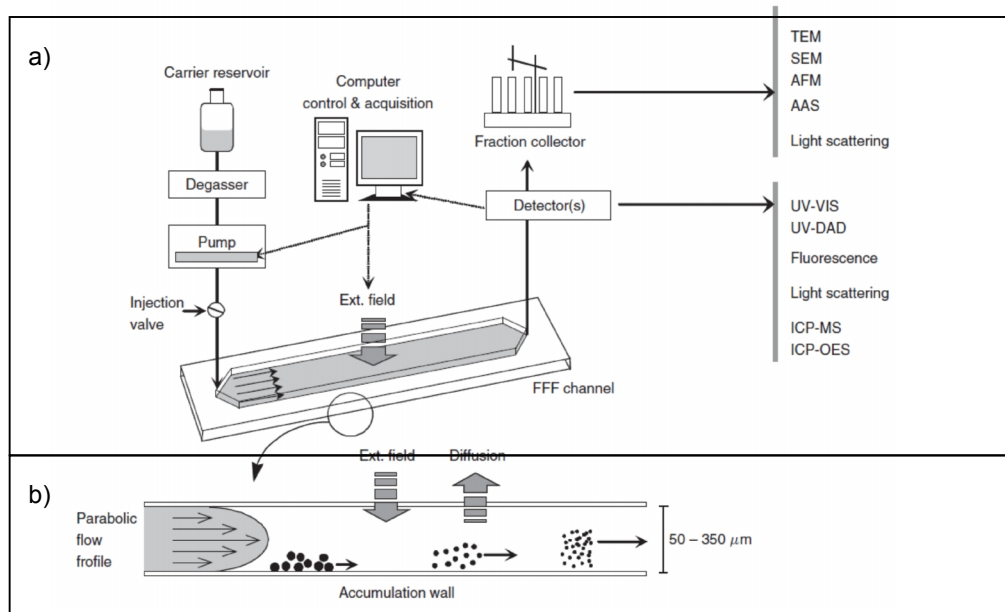 a)
Carrier reservoir
Degasser
Pump
Injection
valve
Computer
control & acquisition
Ext. field
FFF channel
Fraction collector
Detector(s)
TEM
SEM
AFM
AAS
Light scattering
UV-VIS
UV-DAD
Fluorescence
Light scattering
ICP-MS
ICP-OES
b)
Ext. field
Diffusion
Parabolic
flow
frofile
50 – 350 μm
Accumulation wall